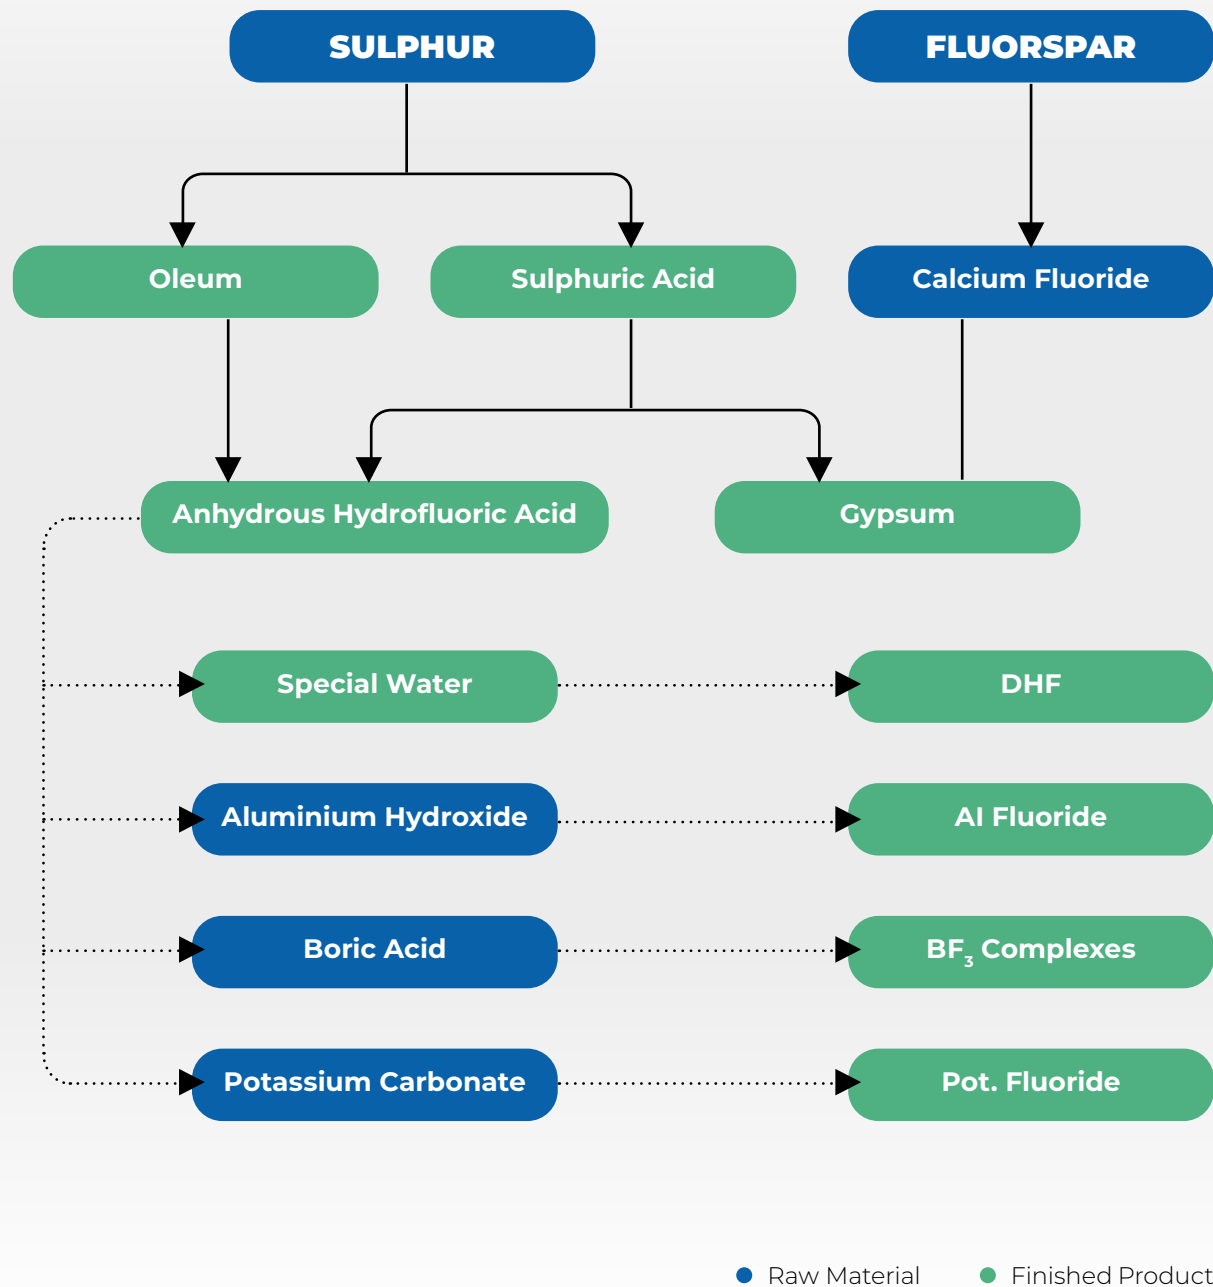 SULPHUR
FLUORSPAR
Oleum
Sulphuric Acid
Calcium Fluoride
Anhydrous Hydrofluoric Acid
Gypsum
Special Water
DHF
Aluminium Hydroxide
AI Fluoride
Boric Acid
BF₃ Complexes
Potassium Carbonate
Pot. Fluoride
Raw Material
Finished Product